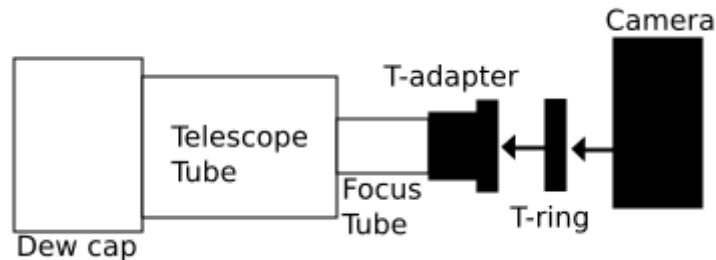 Camera
T-adapter
Telescope
Tube
Focus
Tube
T-ring
Dew cap